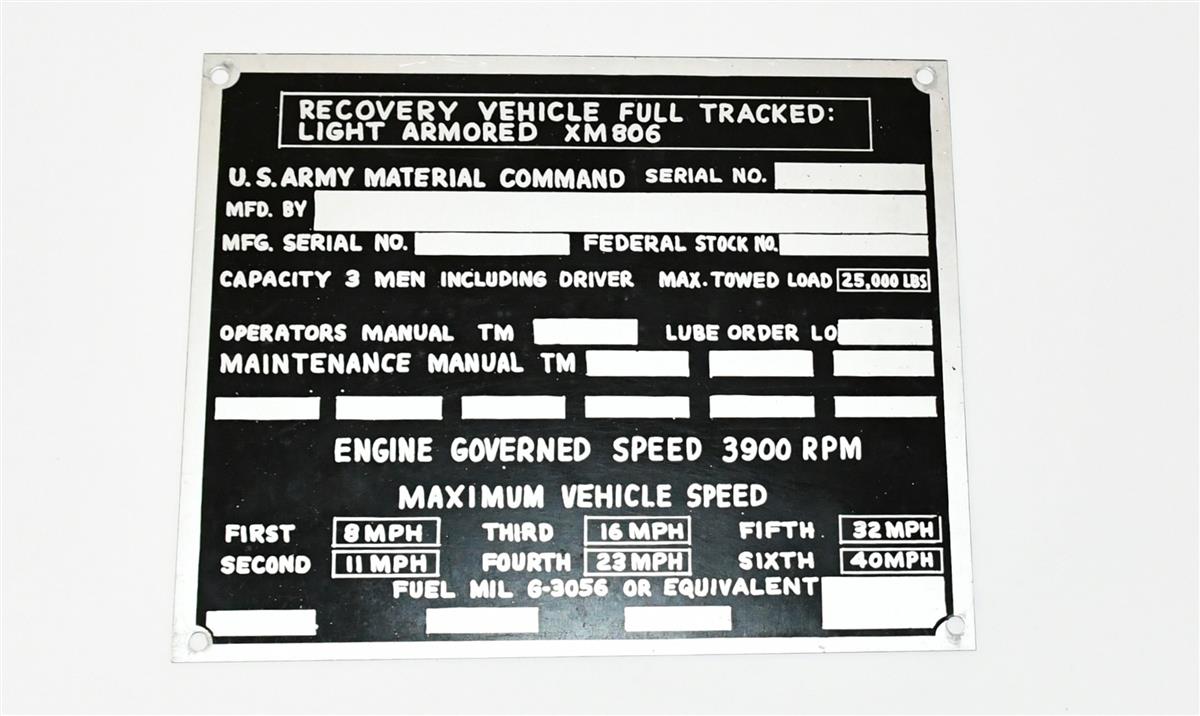 RECOVERY VEHICLE FULL TRACKED:
LIGHT ARMORED XM806
U.S. ARMY MATERIAL COMMAND SERIAL NO.
MFD. BY
MFG. SERIAL NO. FEDERAL STOCK NO.
CAPACITY 3 MEN INCLUDING DRIVER MAX. TOWED LOAD 25,000 LBS
OPERATORS MANUAL TM LUBE ORDER LO
MAINTENANCE MANUAL TM
ENGINE GOVERNED SPEED 3900 RPM
MAXIMUM VEHICLE SPEED
FIRST 8 MPH THIRD 16 MPH FIFTH 32 MPH
SECOND 11 MPH FOURTH 23 MPH SIXTH 40MPH
FUEL MIL G-3056 OR EQUIVALENT